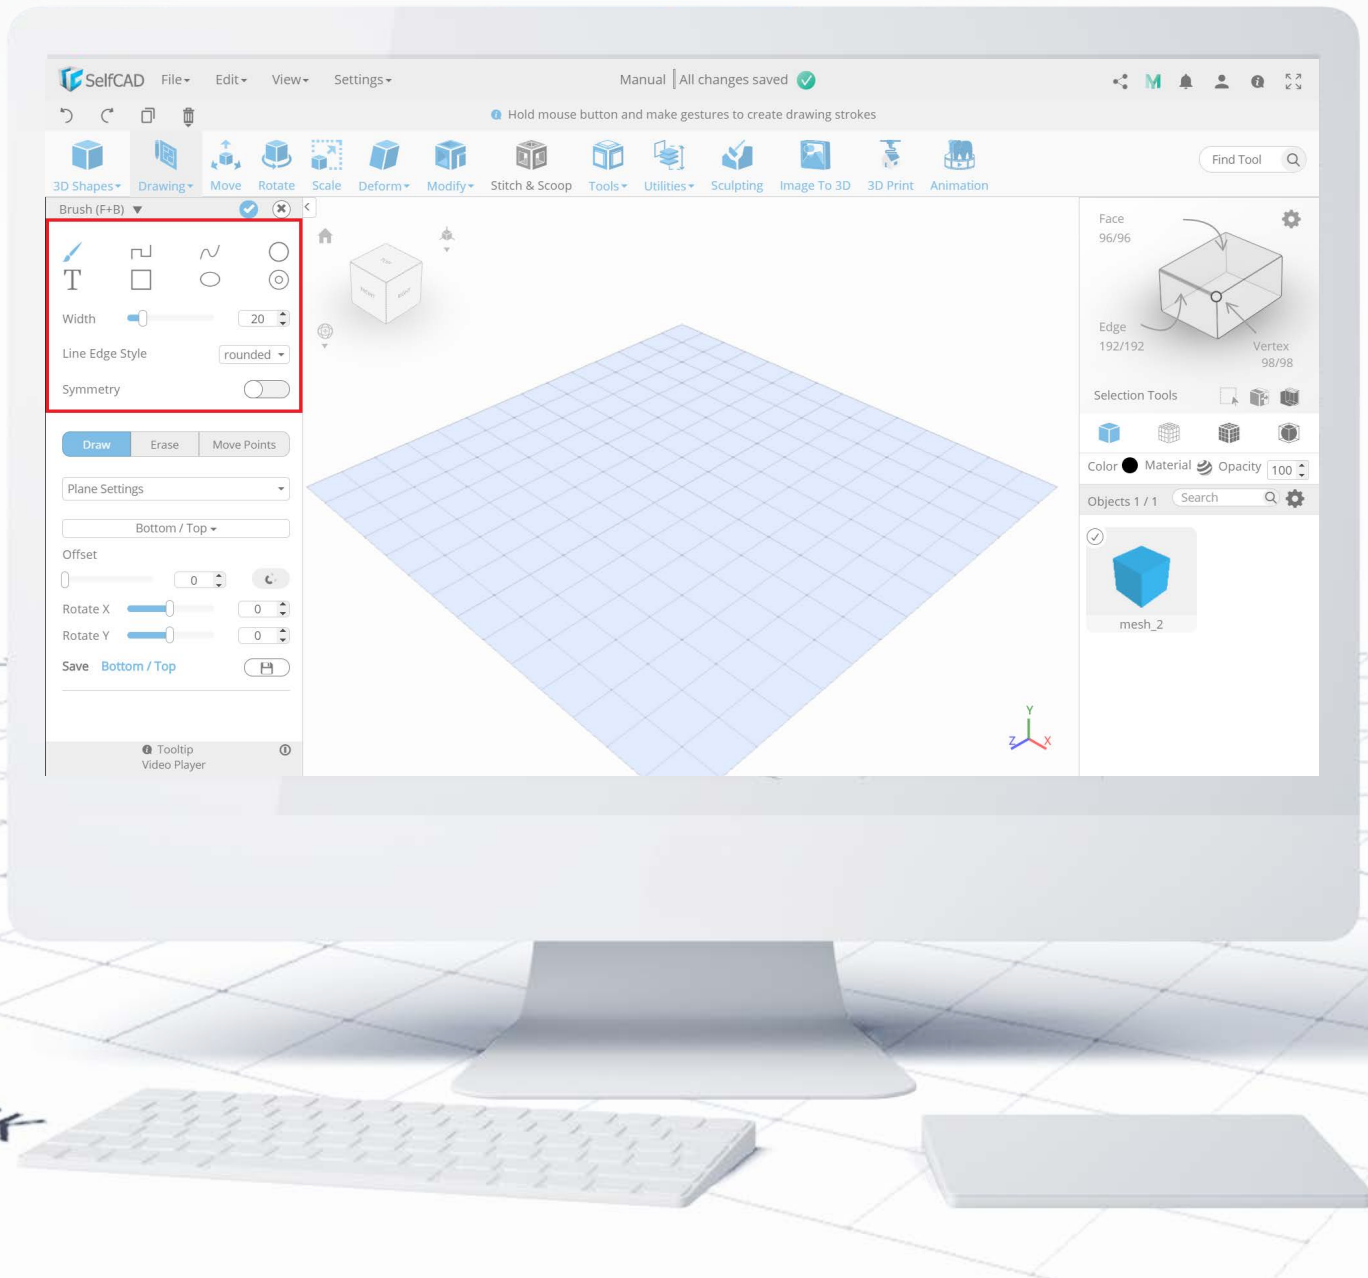 SelfCAD File Edit View Settings Manual All changes saved
Hold mouse button and make gestures to create drawing strokes
3D Shapes Drawing Move Rotate Scale Deform Modify Stitch & Scoop Tools Utilities Sculpting Image To 3D 3D Print Animation Find Tool
Brush (F+B)
T
Width 20
Line Edge Style rounded
Symmetry
Draw Erase Move Points
Plane Settings
Bottom / Top
Offset
0
Rotate X 0
Rotate Y 0
Save Bottom / Top
Tooltip
Video Player
TOP
FRONT RIGHT
Y
Z X
Face
96/96
Edge
192/192
Vertex
98/98
Selection Tools
Color Material Opacity 100
Objects 1 / 1 Search
mesh_2